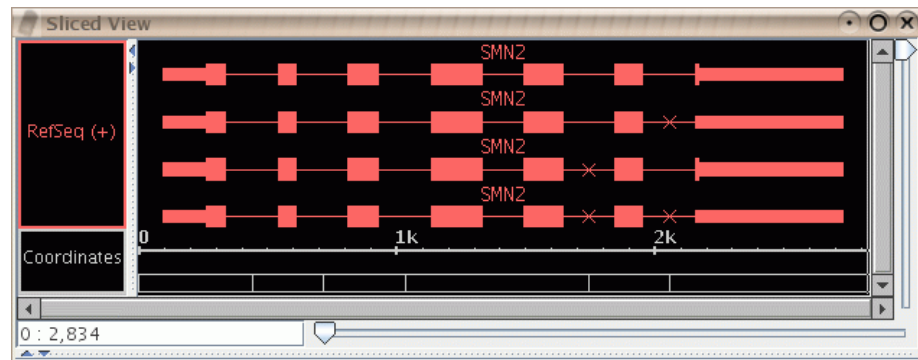 Sliced View
SMN2
SMN2
RefSeq (+)
SMN2
SMN2
0 1k 2k
Coordinates
0 : 2,834